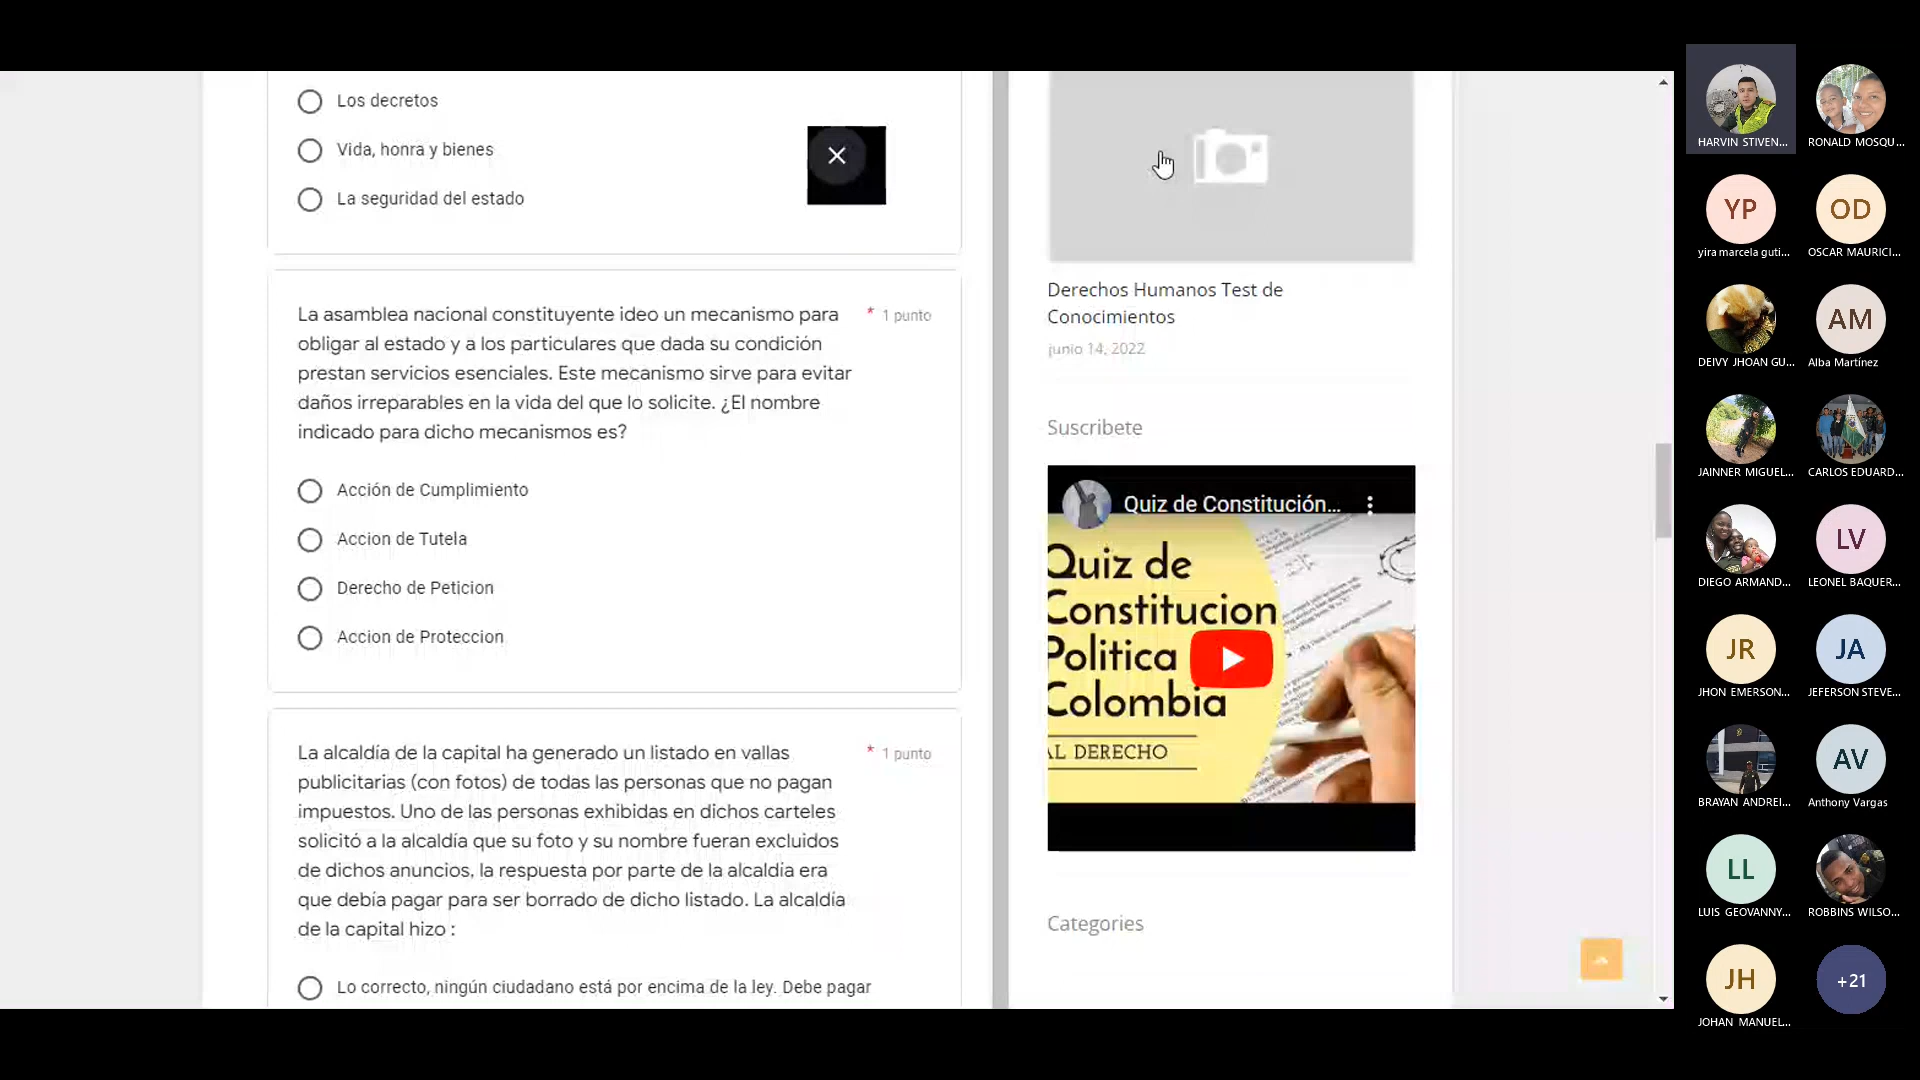 Los decretos
Vida, honra y bienes
La seguridad del estado
La asamblea nacional constituyente ideo un mecanismo para
obligar al estado y a los particulares que dada su condición
prestan servicios esenciales. Este mecanismo sirve para evitar
daños irreparables en la vida del que lo solicite. ¿El nombre
indicado para dicho mecanismos es?
* 1 punto
Acción de Cumplimiento
Accion de Tutela
Derecho de Peticion
Accion de Proteccion
La alcaldía de la capital ha generado un listado en vallas
publicitarias (con fotos) de todas las personas que no pagan
impuestos. Uno de las personas exhibidas en dichos carteles
solicitó a la alcaldía que su foto y su nombre fueran excluidos
de dichos anuncios, la respuesta por parte de la alcaldia era
que debía pagar para ser borrado de dicho listado. La alcaldía
de la capital hizo :
* 1 punto
Lo correcto, ningún ciudadano está por encima de la ley. Debe pagar
Derechos Humanos Test de
Conocimientos
junio 14, 2022
Suscribete
Quiz de Constitución...
Quiz de
Constitucion
Politica
Colombia
AL DERECHO
Categories
HARVIN STIVEN...
RONALD MOSQU...
YP
yira marcela guti...
OD
OSCAR MAURICI...
DEIVY JHOAN GU...
AM
Alba Martínez
JAINNER MIGUEL...
CARLOS EDUARD...
DIEGO ARMAND...
LV
LEONEL BAQUER...
JR
JHON EMERSON...
JA
JEFERSON STEVE...
BRAYAN ANDREI...
AV
Anthony Vargas
LL
LUIS GEOVANNY...
ROBBINS WILSO...
JH
JOHAN MANUEL...
+21